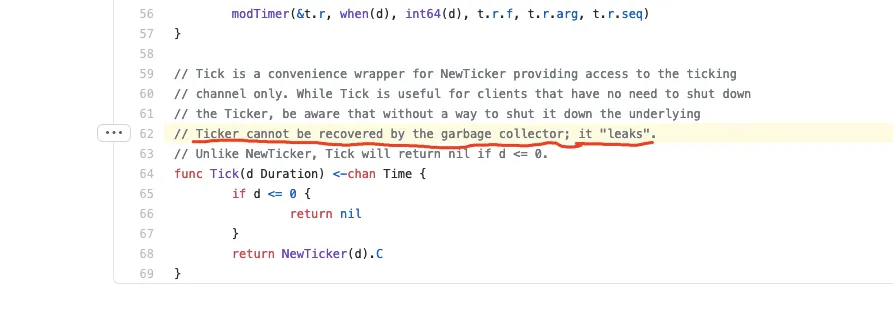 56 modTimer(&t.r, when(d), int64(d), t.r.f, t.r.arg, t.r.seq)
57 }
58
59 // Tick is a convenience wrapper for NewTicker providing access to the ticking
60 // channel only. While Tick is useful for clients that have no need to shut down
61 // the Ticker, be aware that without a way to shut it down the underlying
62 // Ticker cannot be recovered by the garbage collector; it "leaks".
63 // Unlike NewTicker, Tick will return nil if d <= 0.
64 func Tick(d Duration) <-chan Time {
65 if d <= 0 {
66 return nil
67 }
68 return NewTicker(d).C
69 }